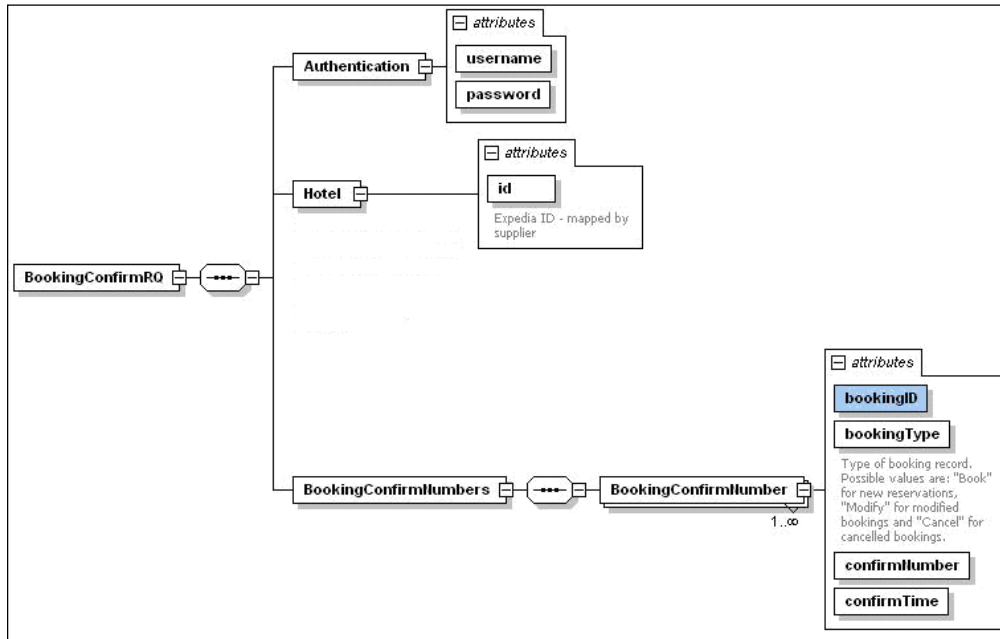 attributes
username
password
Authentication
attributes
id
Expedia ID - mapped by
supplier
Hotel
BookingConfirmRQ
attributes
bookingID
bookingType
Type of booking record.
Possible values are: "Book"
for new reservations,
"Modify" for modified
bookings and "Cancel" for
cancelled bookings.
confirmNumber
confirmTime
BookingConfirmNumbers
BookingConfirmNumber
1..∞